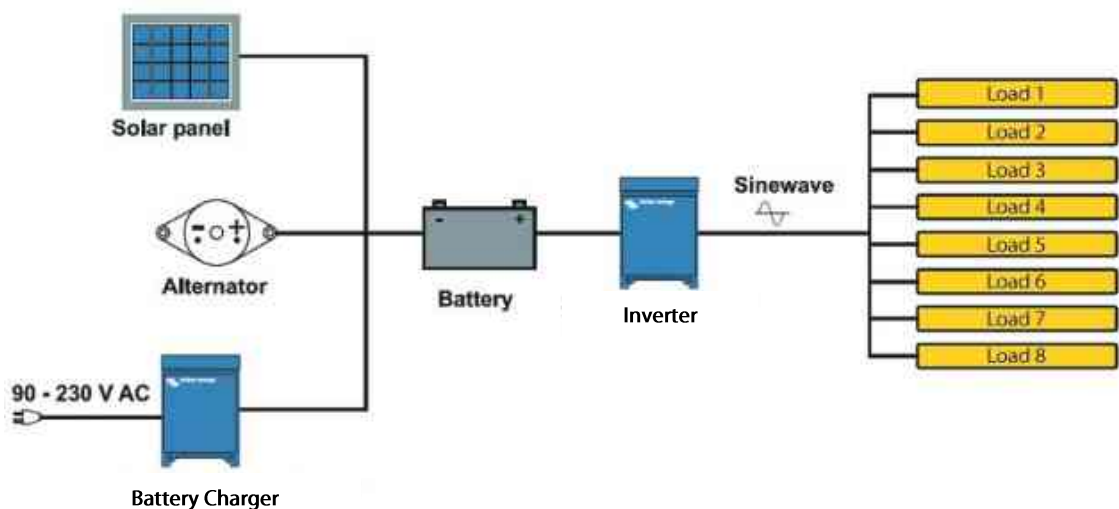 Solar panel
Alternator
90 - 230 V AC
Battery Charger
Battery
Inverter
Sinewave
Load 1
Load 2
Load 3
Load 4
Load 5
Load 6
Load 7
Load 8